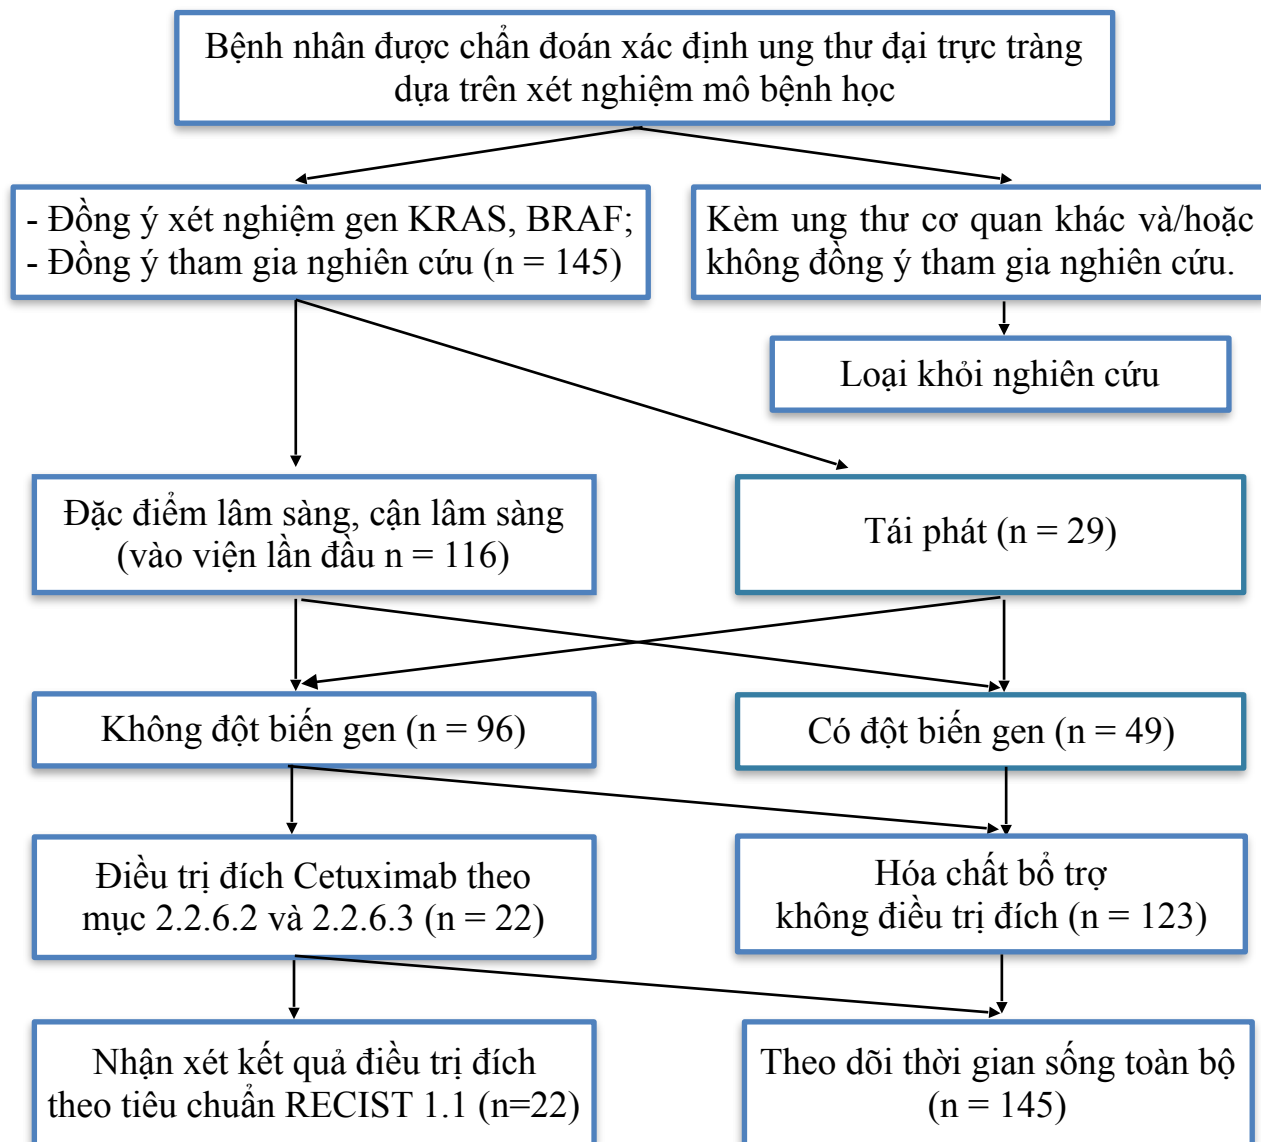 Bệnh nhân được chẩn đoán xác định ung thư đại trực tràng
dựa trên xét nghiệm mô bệnh học
- Đồng ý xét nghiệm gen KRAS, BRAF;
- Đồng ý tham gia nghiên cứu (n = 145)
Kèm ung thư cơ quan khác và/hoặc
không đồng ý tham gia nghiên cứu.
Loại khỏi nghiên cứu
Đặc điểm lâm sàng, cận lâm sàng
(vào viện lần đầu n = 116)
Tái phát (n = 29)
Không đột biến gen (n = 96)
Có đột biến gen (n = 49)
Điều trị đích Cetuximab theo
mục 2.2.6.2 và 2.2.6.3 (n = 22)
Hóa chất bổ trợ
không điều trị đích (n = 123)
Nhận xét kết quả điều trị đích
theo tiêu chuẩn RECIST 1.1 (n=22)
Theo dõi thời gian sống toàn bộ
(n = 145)